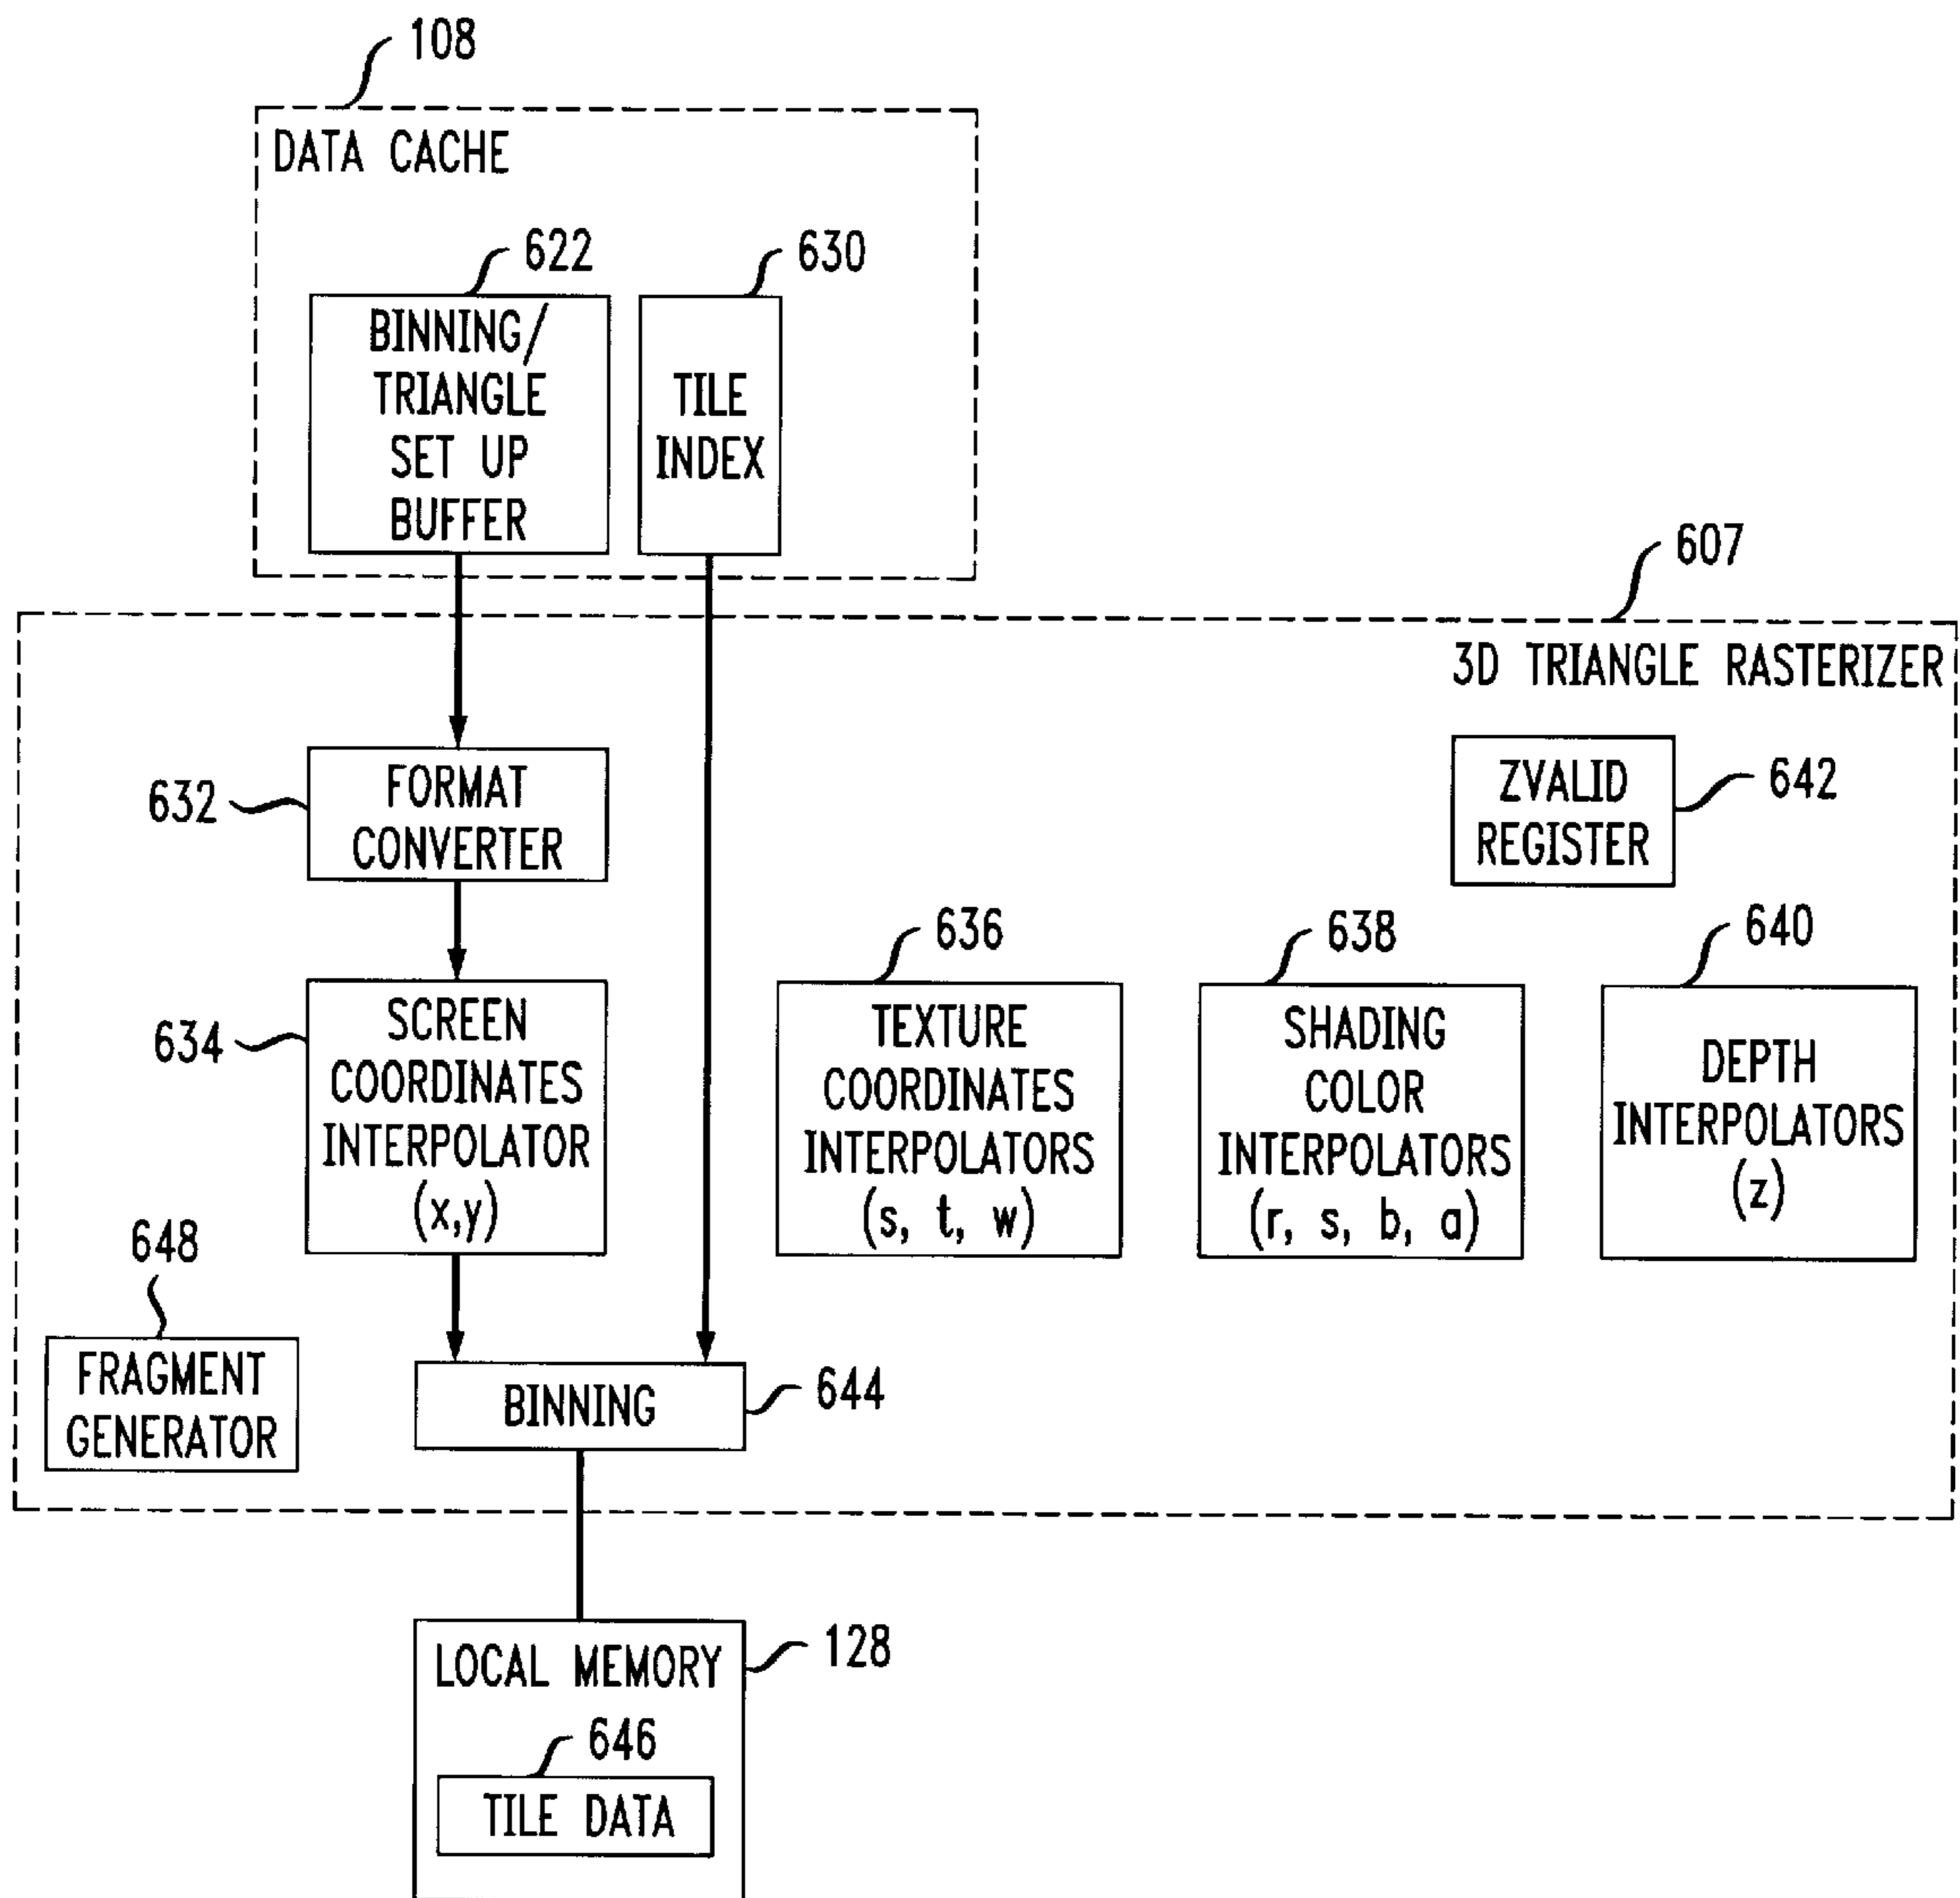 108
DATA CACHE
622
630
BINNING/
TRIANGLE
SET UP
BUFFER
TILE
INDEX
607
3D TRIANGLE RASTERIZER
632
FORMAT
CONVERTER
ZVALID
REGISTER
642
634
SCREEN
COORDINATES
INTERPOLATOR
(x,y)
636
TEXTURE
COORDINATES
INTERPOLATORS
(s, t, w)
638
SHADING
COLOR
INTERPOLATORS
(r, s, b, a)
640
DEPTH
INTERPOLATORS
(z)
648
FRAGMENT
GENERATOR
BINNING
644
LOCAL MEMORY
128
646
TILE DATA